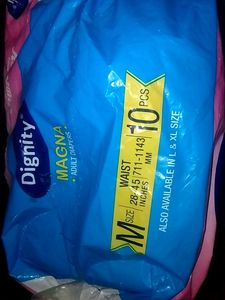 Dignity
MAGNA
ADULT DIAPERS
M SIZE
WAIST
28-45 INCHES
711-1143 MM
10 PCS
ALSO AVAILABLE IN L & XL SIZE